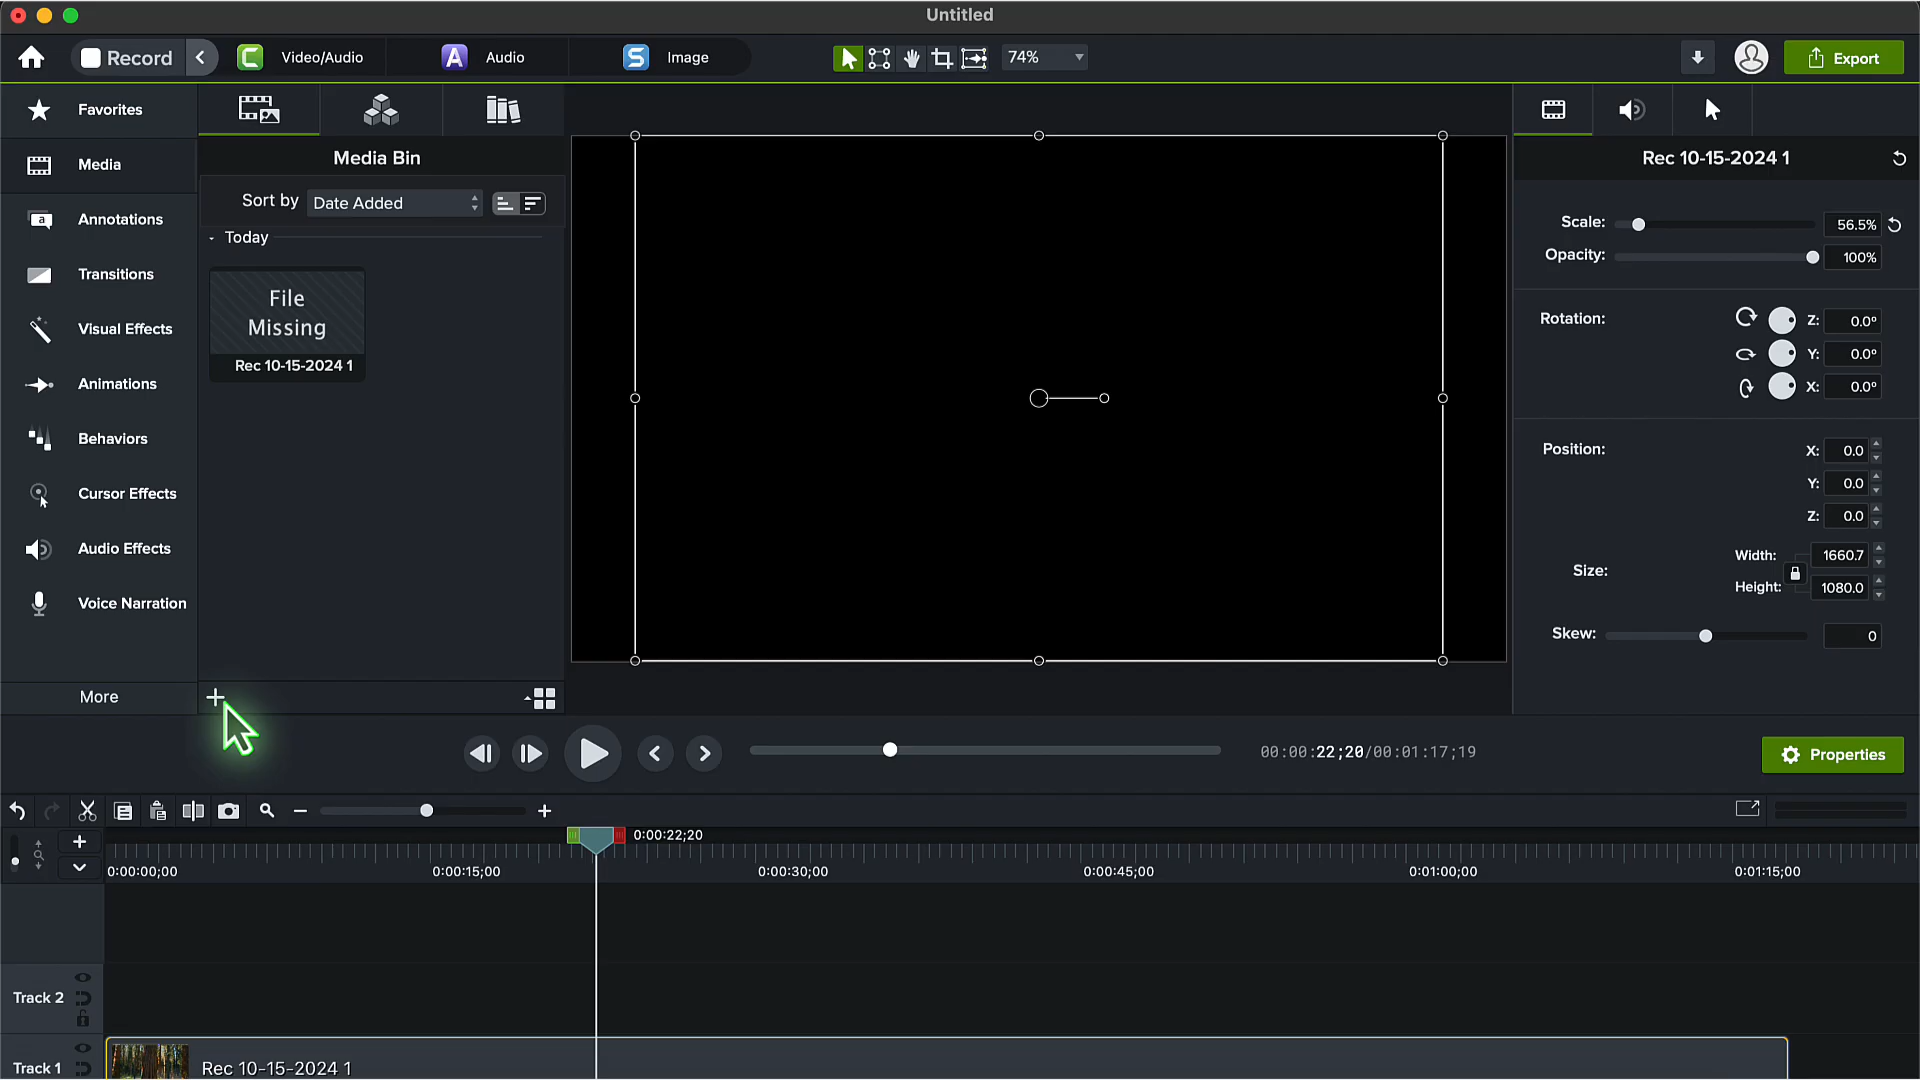 Untitled
Record
Video/Audio
A
Audio
S
Image
74%
Export
Favorites
Media
a
Annotations
Transitions
Visual Effects
Animations
Behaviors
Cursor Effects
Audio Effects
Voice Narration
More
Media Bin
Sort by
Date Added
Today
File
Missing
Rec 10-15-2024 1
Rec 10-15-2024 1
Scale:
56.5%
Opacity:
100%
Rotation:
Z: 0.0°
Y: 0.0°
X: 0.0°
Position:
X: 0.0
Y: 0.0
Z: 0.0
Size:
Width: 1660.7
Height: 1080.0
Skew:
0
00:00:22;20/00:01:17;19
Properties
0:00:22;20
0:00:00;00
0:00:15;00
0:00:30;00
0:00:45;00
0:01:00;00
0:01:15;00
Track 2
Track 1
Rec 10-15-2024 1